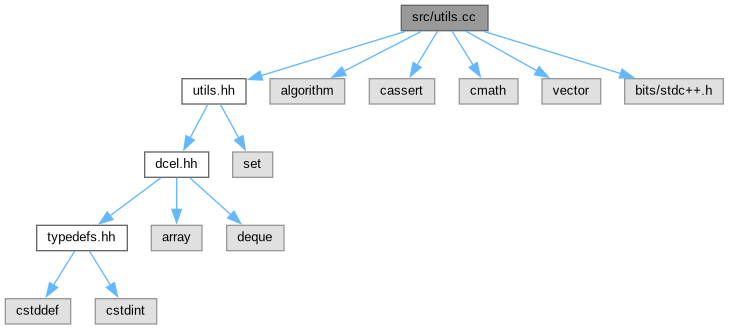 src/utils.cc
utils.hh
algorithm
cassert
cmath
vector
bits/stdc++.h
dcel.hh
set
typedefs.hh
array
deque
cstddef
cstdint